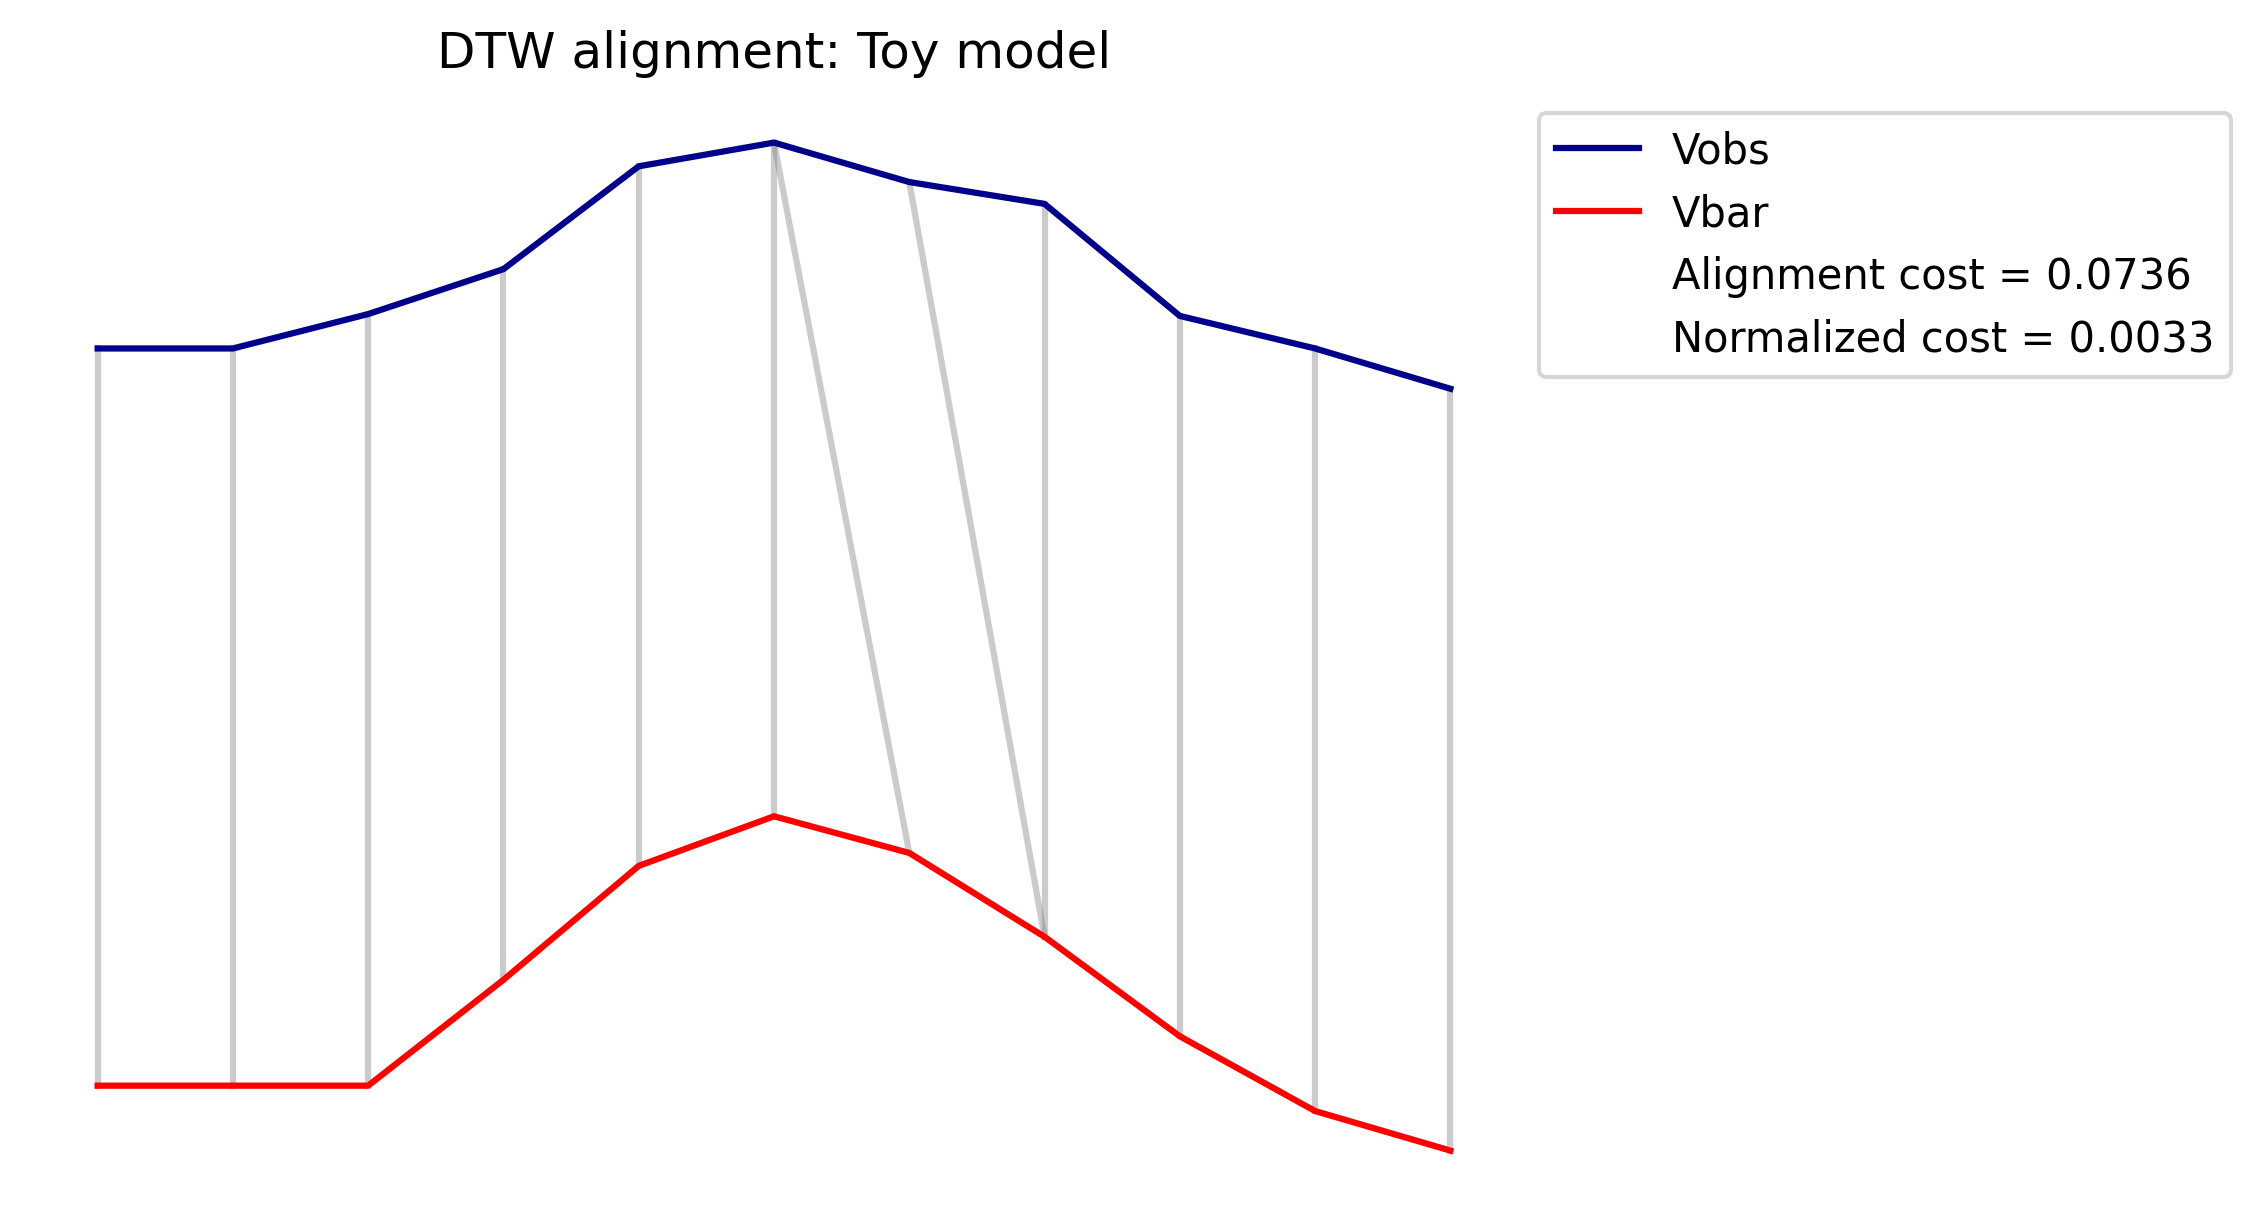 DTW alignment: Toy model
Vobs
Vbar
Alignment cost = 0.0736
Normalized cost = 0.0033